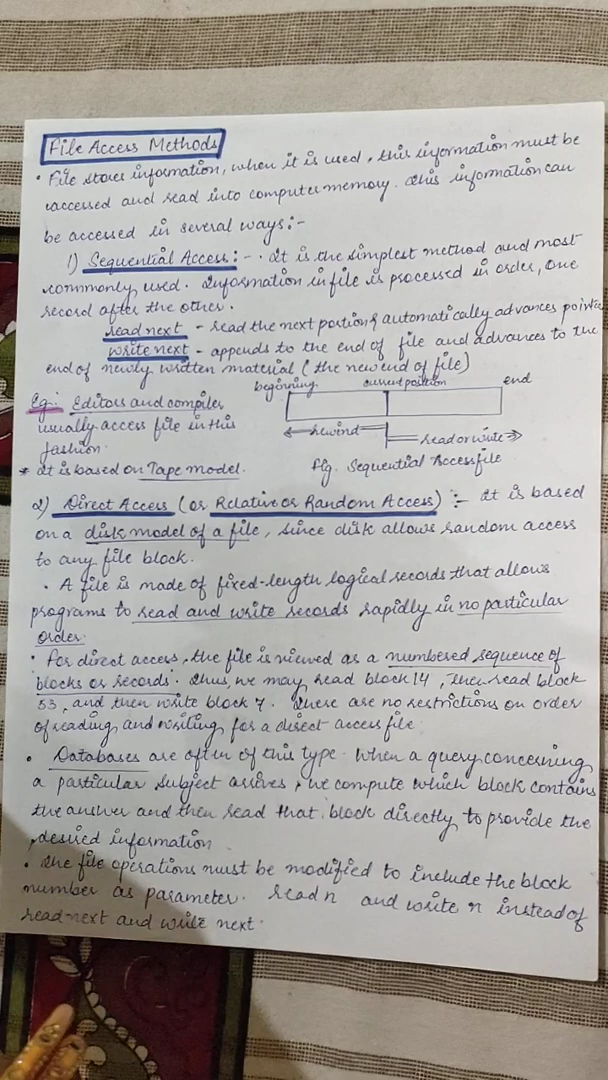 File Access Methods
• File stores information, when it is used, this information must be
accessed and read into computer memory. This information can
be accessed in several ways:-
1) Sequential Access:- • It is the simplest method and most
commonly used. Information in file is processed in order, one
record after the other.
read next - read the next portion & automatically advances pointer
write next - appends to the end of file and advances to the
end of newly written material (the new end of file)
beginning current position end
Eg:- Editors and compiler
usually access file in this
fashion.
rewind
read or write
* It is based on Tape model.
fig. Sequential Access file
2) Direct Access (or Relative or Random Access) :- It is based
on a disk model of a file, since disk allows random access
to any file block.
• A file is made of fixed-length logical records that allows
programs to read and write records rapidly in no particular
order.
• For direct access, the file is viewed as a numbered sequence of
blocks or records. Thus, we may read block 14, then read block
53, and then write block 7. There are no restrictions on order
of reading and writing for a direct access file.
• Databases are often of this type. When a query concerning
a particular subject arrives, we compute which block contains
the answer and then read that block directly to provide the
desired information.
• The file operations must be modified to include the block
number as parameter. read n and write n instead of
read-next and write next.